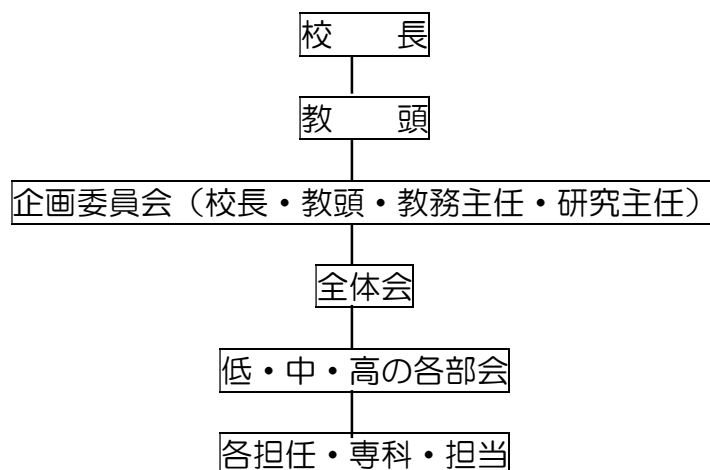 校　　長
教　　頭
企画委員会（校長・教頭・教務主任・研究主任）
全体会
低・中・高の各部会
各担任・専科・担当